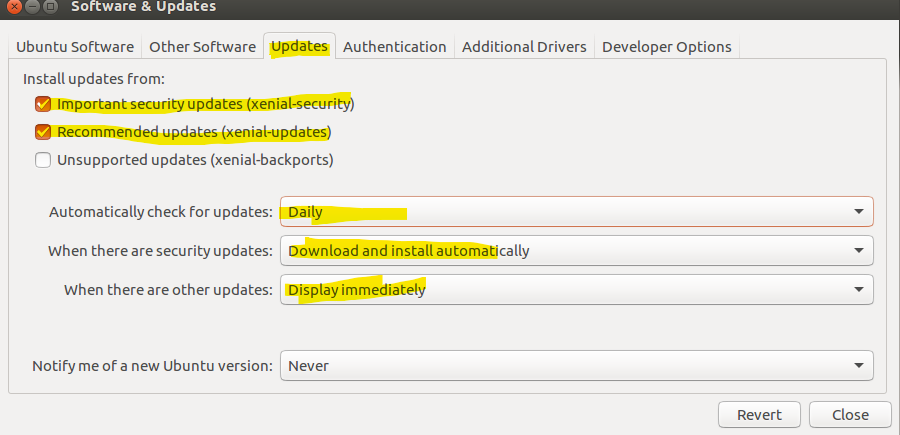 Software & Updates
Ubuntu Software Other Software Updates Authentication Additional Drivers Developer Options
Install updates from:
Important security updates (xenial-security)
Recommended updates (xenial-updates)
Unsupported updates (xenial-backports)
Automatically check for updates: Daily
When there are security updates: Download and install automatically
When there are other updates: Display immediately
Notify me of a new Ubuntu version: Never
Revert Close